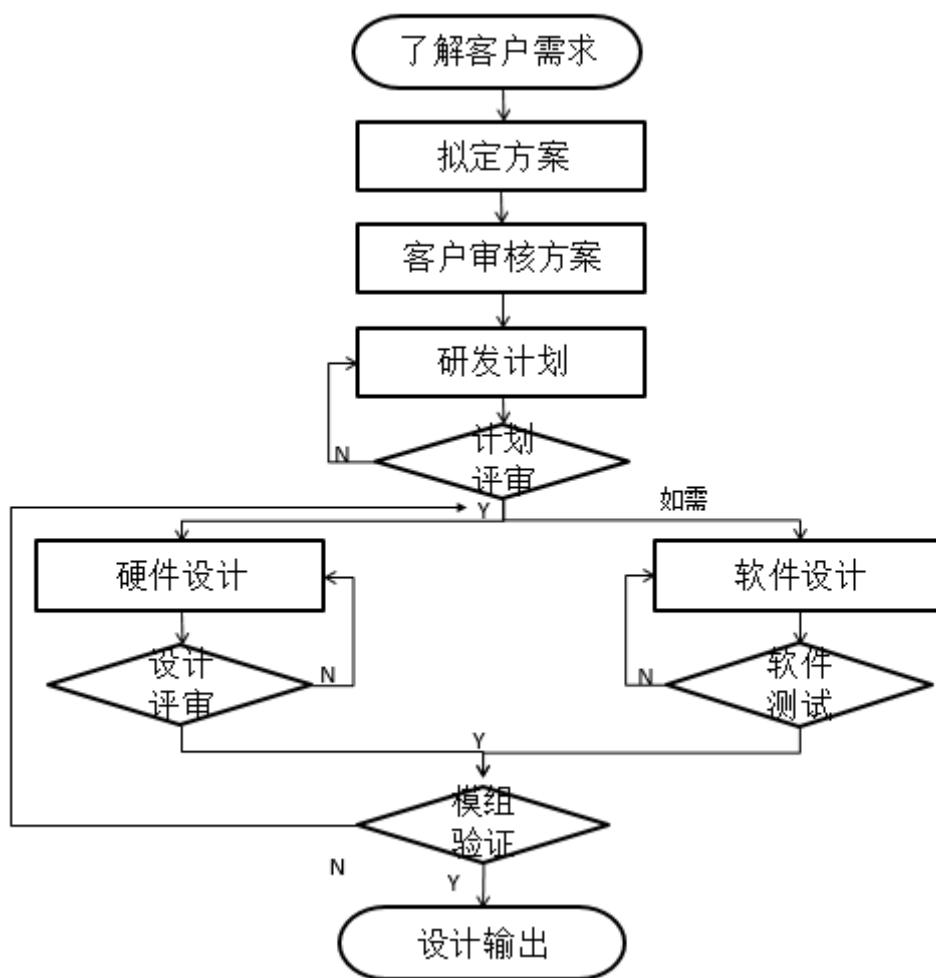 了解客户需求
拟定方案
客户审核方案
研发计划
计划
评审
N
Y
如需
硬件设计
软件设计
设计
评审
N
N
软件
测试
Y
模组
验证
N
Y
设计输出